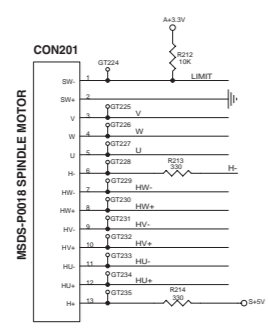 A+3.3V
CON201
GT224
R212
10K
SW- 1 LIMIT
SW+ 2
GT225
V 3 V
GT226
W 4 W
GT227
U 5 U
GT228
R213
H- 6 330 H-
GT229
HW- 7 HW-
GT230
HW+ 8 HW+
GT231
HV- 9 HV-
GT232
HV+ 10 HV+
GT233
HU- 11 HU-
GT234
HU+ 12 HU+
GT235
R214
H+ 13 330 S+5V
MSDS-P0018 SPINDLE MOTOR